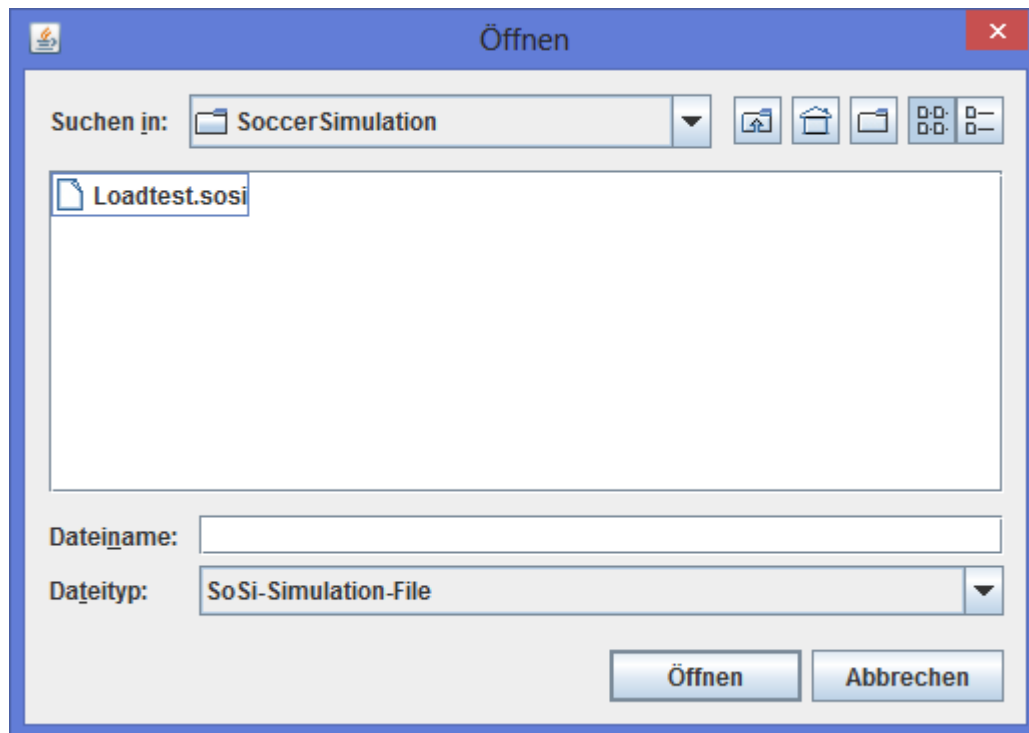 Öffnen
Suchen in: SoccerSimulation
Loadtest.sosi
Dateiname:
Dateityp: SoSi-Simulation-File
Öffnen Abbrechen